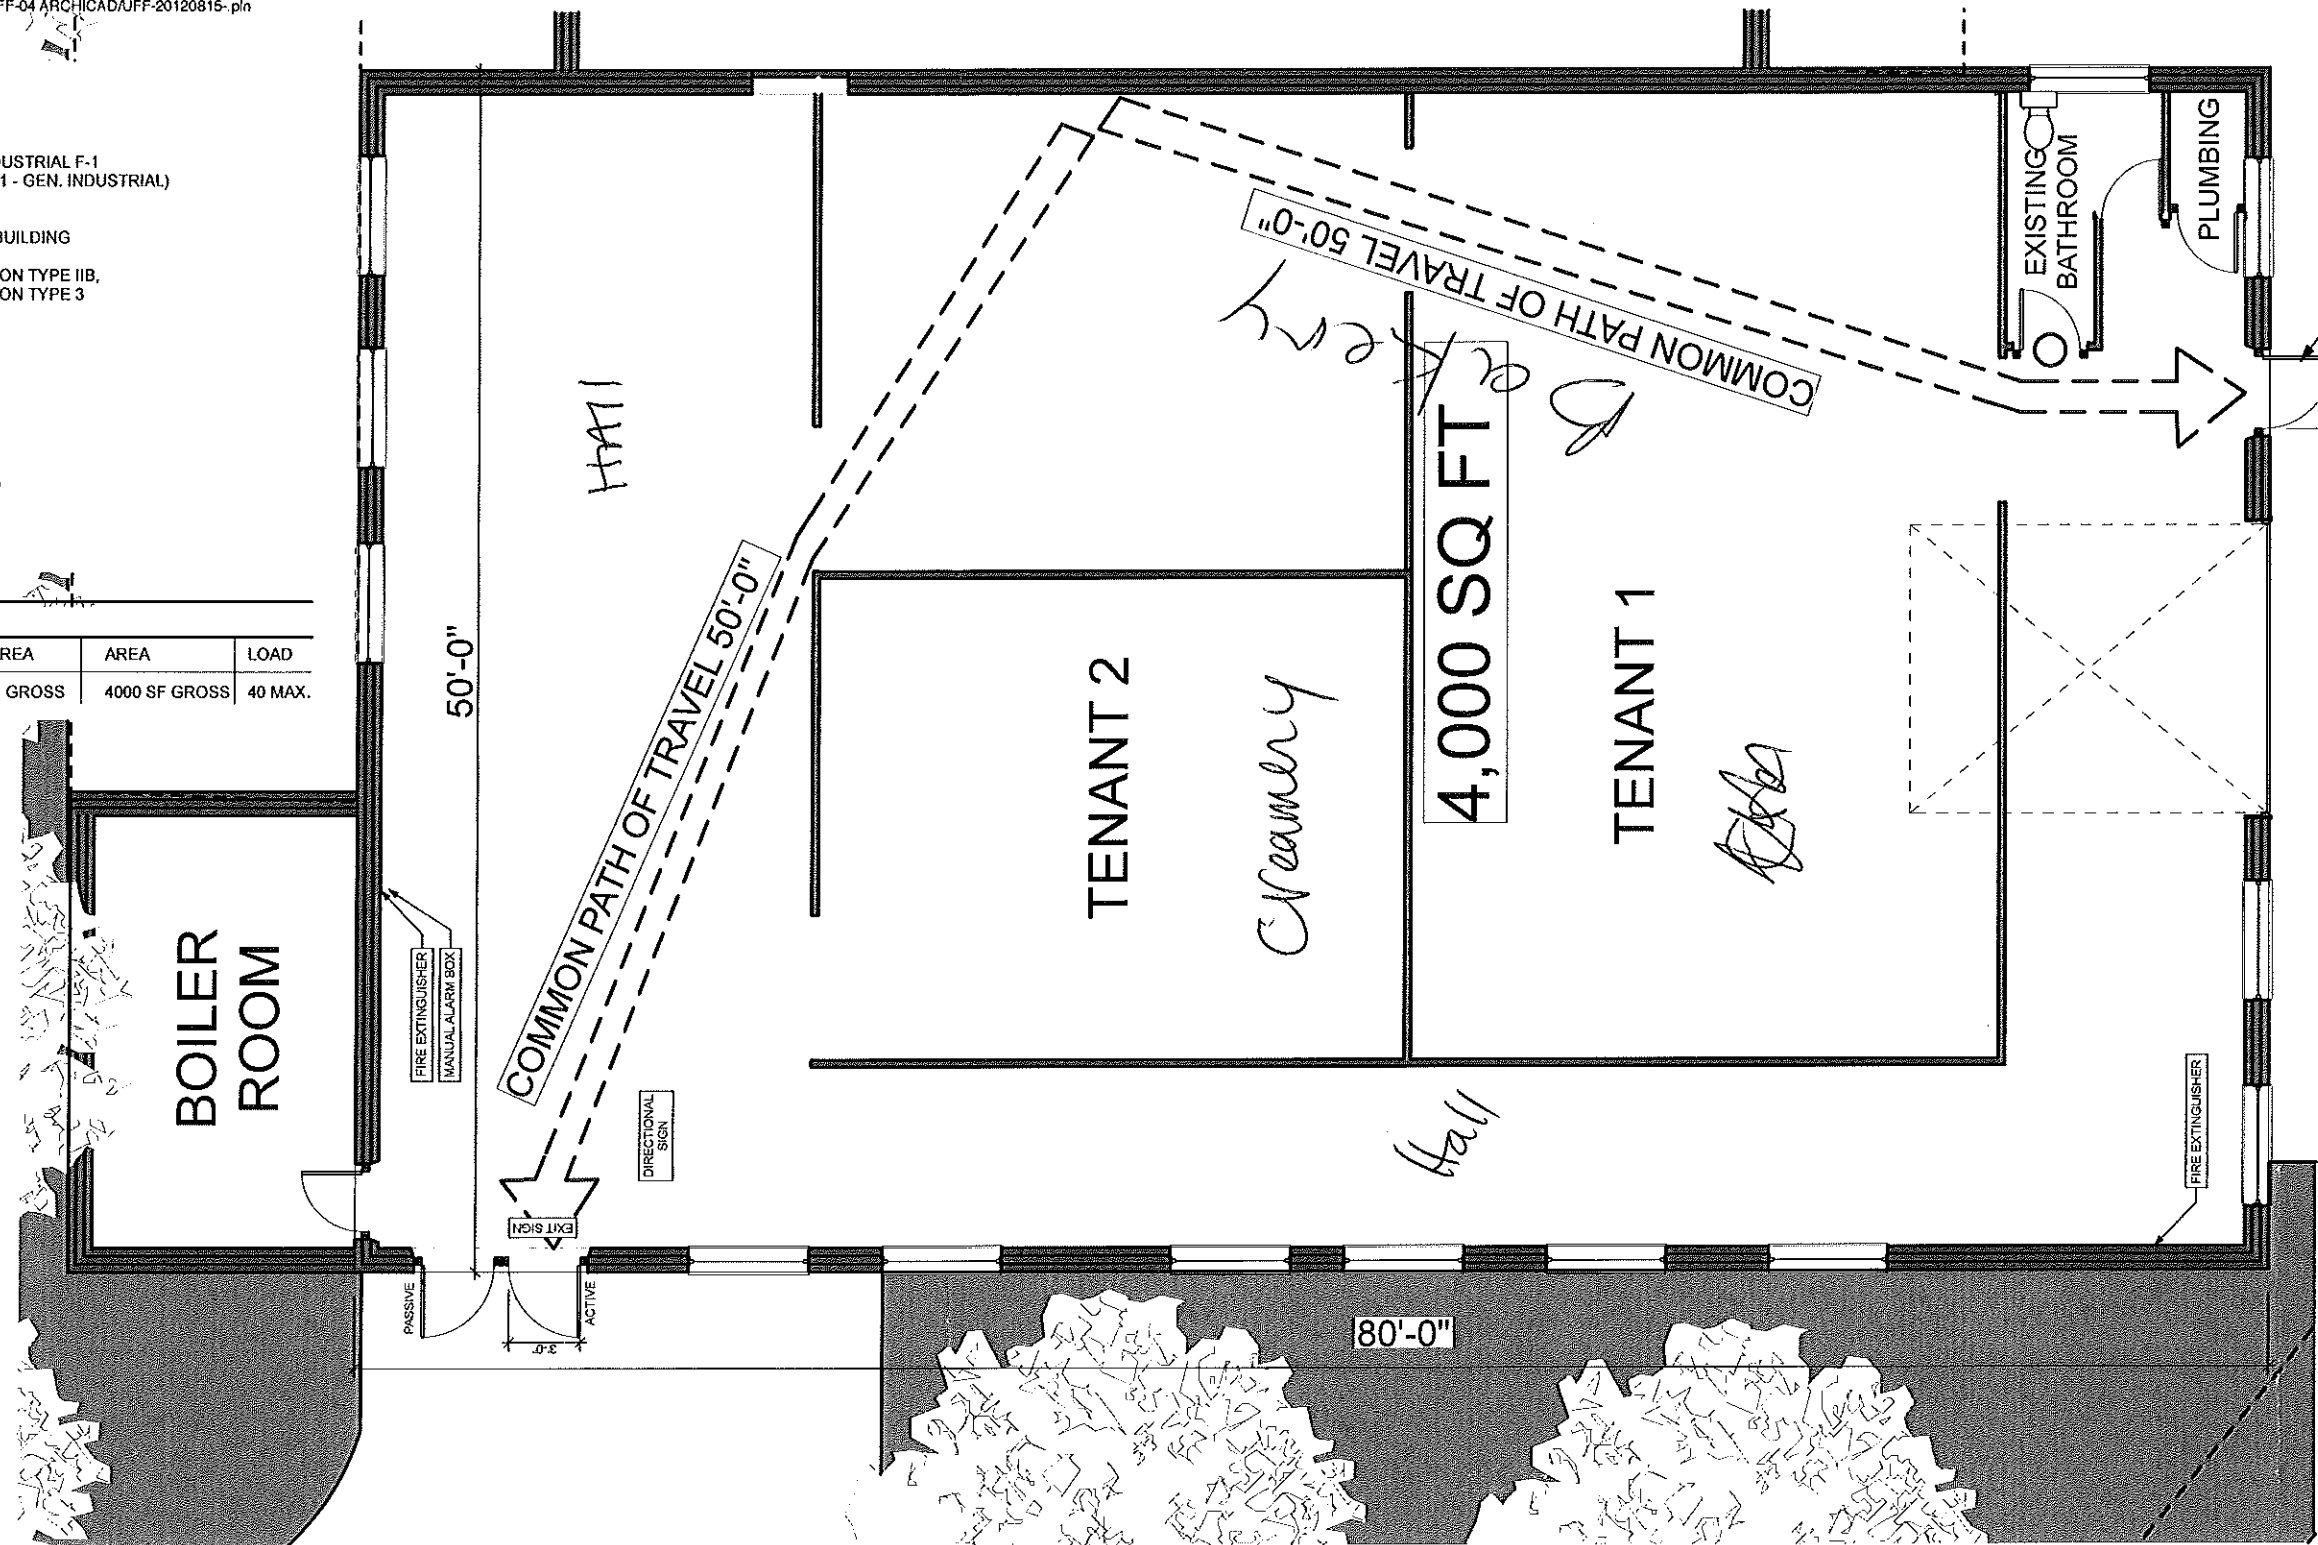 FF-04 ARCHICAD/UFF-20120815-.pln
USTRIAL F-1
1 - GEN. INDUSTRIAL)
BUILDING
ON TYPE IIB,
ON TYPE 3
REA AREA LOAD
GROSS 4000 SF GROSS 40 MAX.
BOILER
ROOM
50'-0"
FIRE EXTINGUISHER
MANUAL ALARM BOX
HAll
COMMON PATH OF TRAVEL 50'-0"
DIRECTIONAL
SIGN
EXIT SIGN
PASSIVE
ACTIVE
3'-0"
TENANT 2
Creamery
COMMON PATH OF TRAVEL 50'-0"
Bakery
4,000 SQ FT
TENANT 1
EXISTING
BATHROOM
PLUMBING
Hall
FIRE EXTINGUISHER
80'-0"